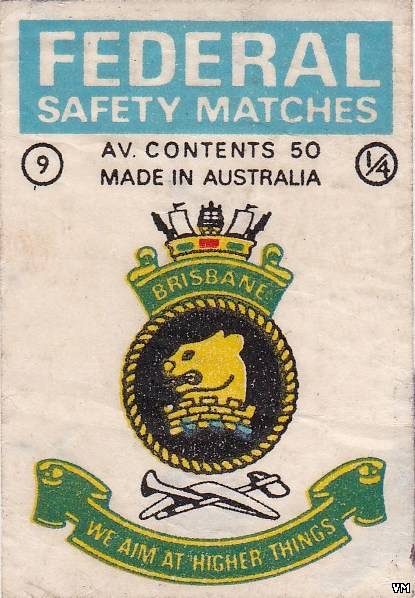 FEDERAL
SAFETY MATCHES
AV. CONTENTS 50
9
1/4
MADE IN AUSTRALIA
BRISBANE
WE AIM AT HIGHER THINGS
VM